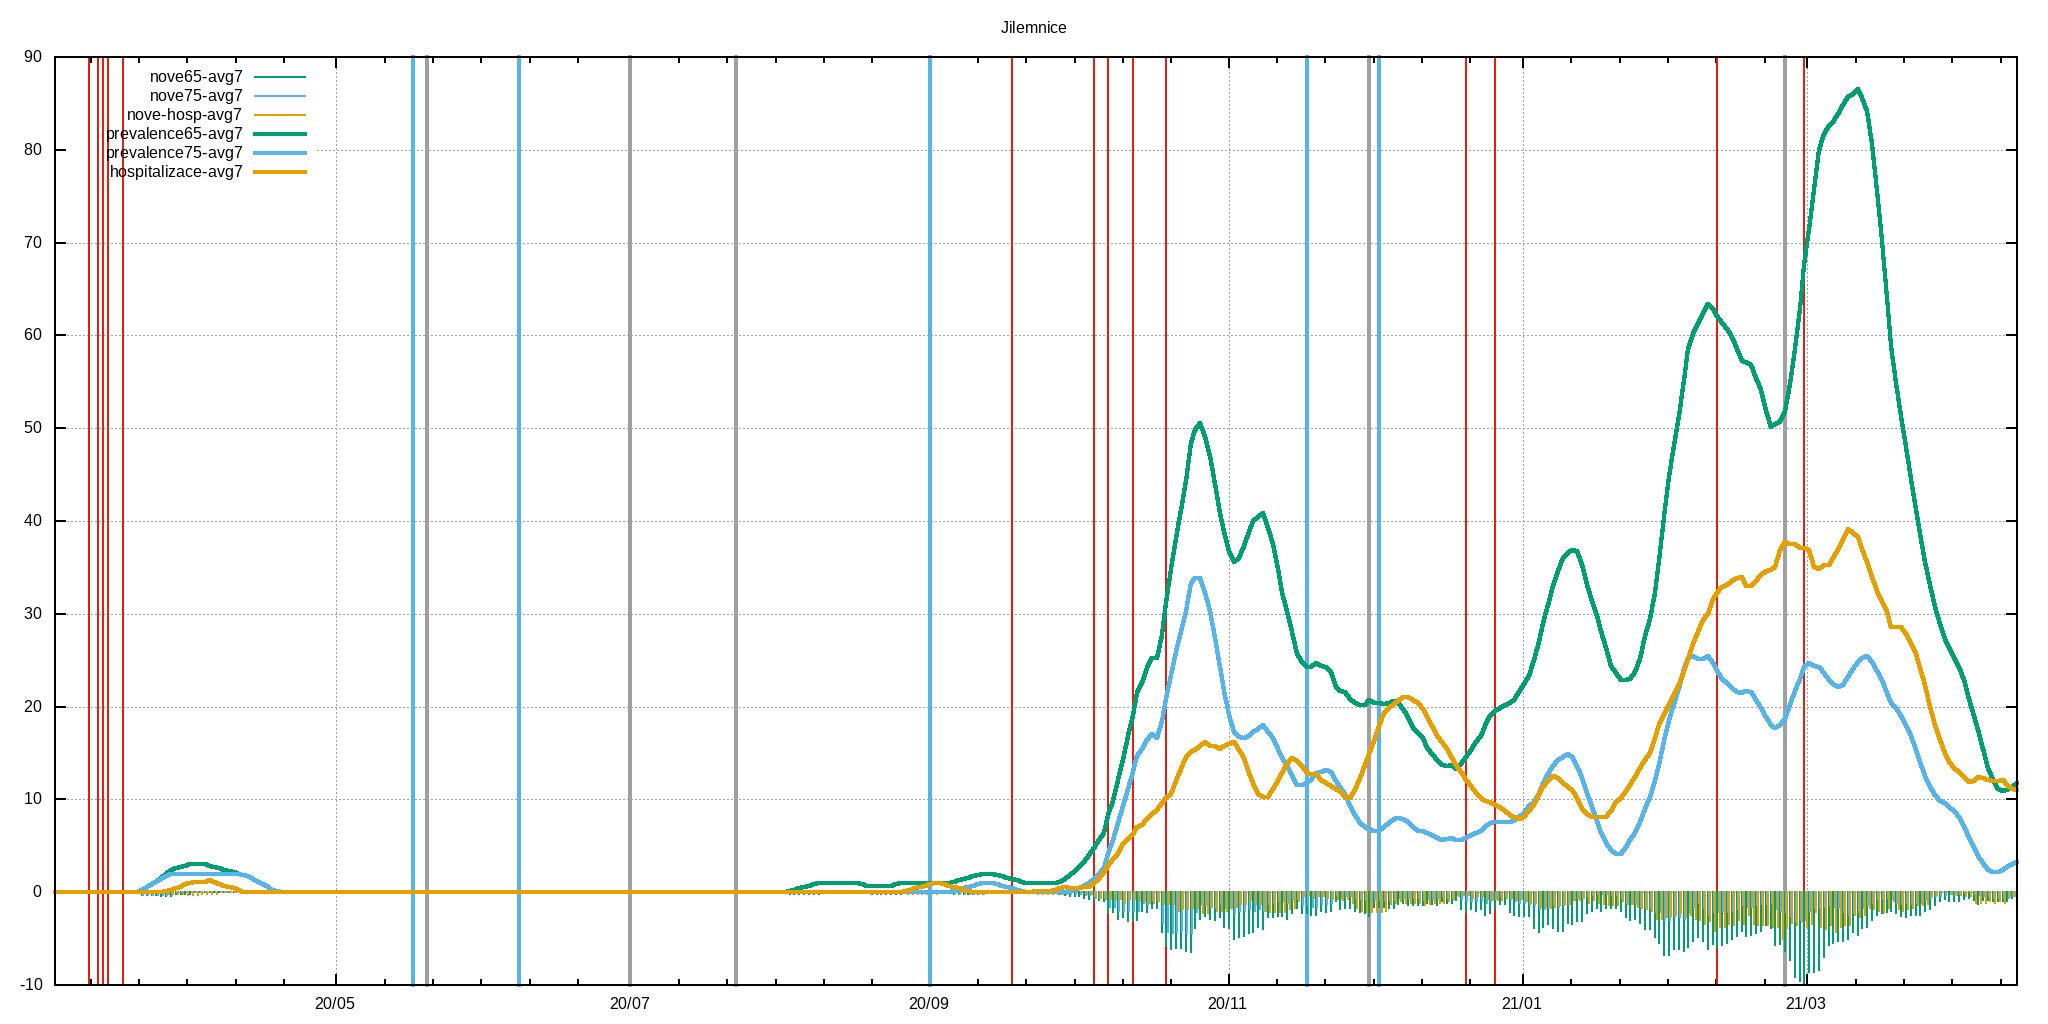 Jilemnice
90
80
70
60
50
40
30
20
10
0
-10
nove65-avg7
nove75-avg7
nove-hosp-avg7
prevalence65-avg7
prevalence75-avg7
hospitalizace-avg7
20/05 20/07 20/09 20/11 21/01 21/03